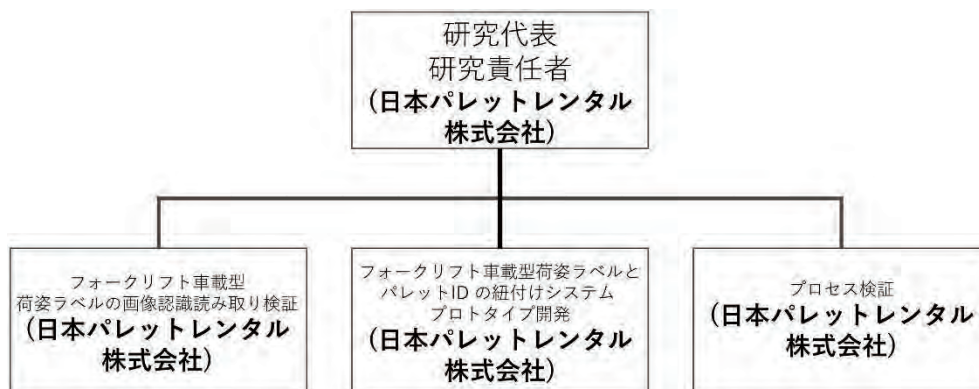 研究代表
研究責任者
(日本パレットレンタル
株式会社)
フォークリフト車載型
荷姿ラベルの画像認識読み取り検証
(日本パレットレンタル
株式会社)
フォークリフト車載型荷姿ラベルと
パレットID の紐付けシステム
プロトタイプ開発
(日本パレットレンタル
株式会社)
プロセス検証
(日本パレットレンタル
株式会社)